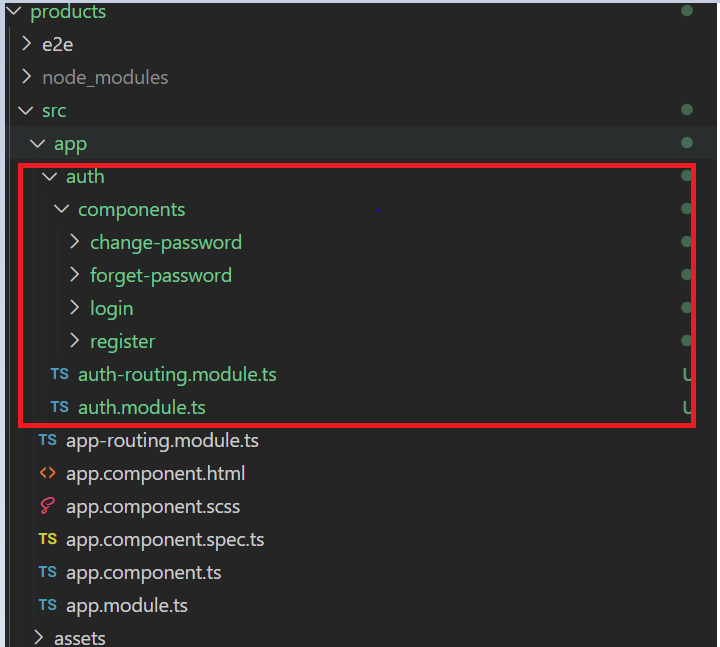 products
e2e
node_modules
src
app
auth
components
change-password
forget-password
login
register
TS auth-routing.module.ts U
TS auth.module.ts U
TS app-routing.module.ts
<> app.component.html
app.component.scss
TS app.component.spec.ts
TS app.component.ts
TS app.module.ts
assets